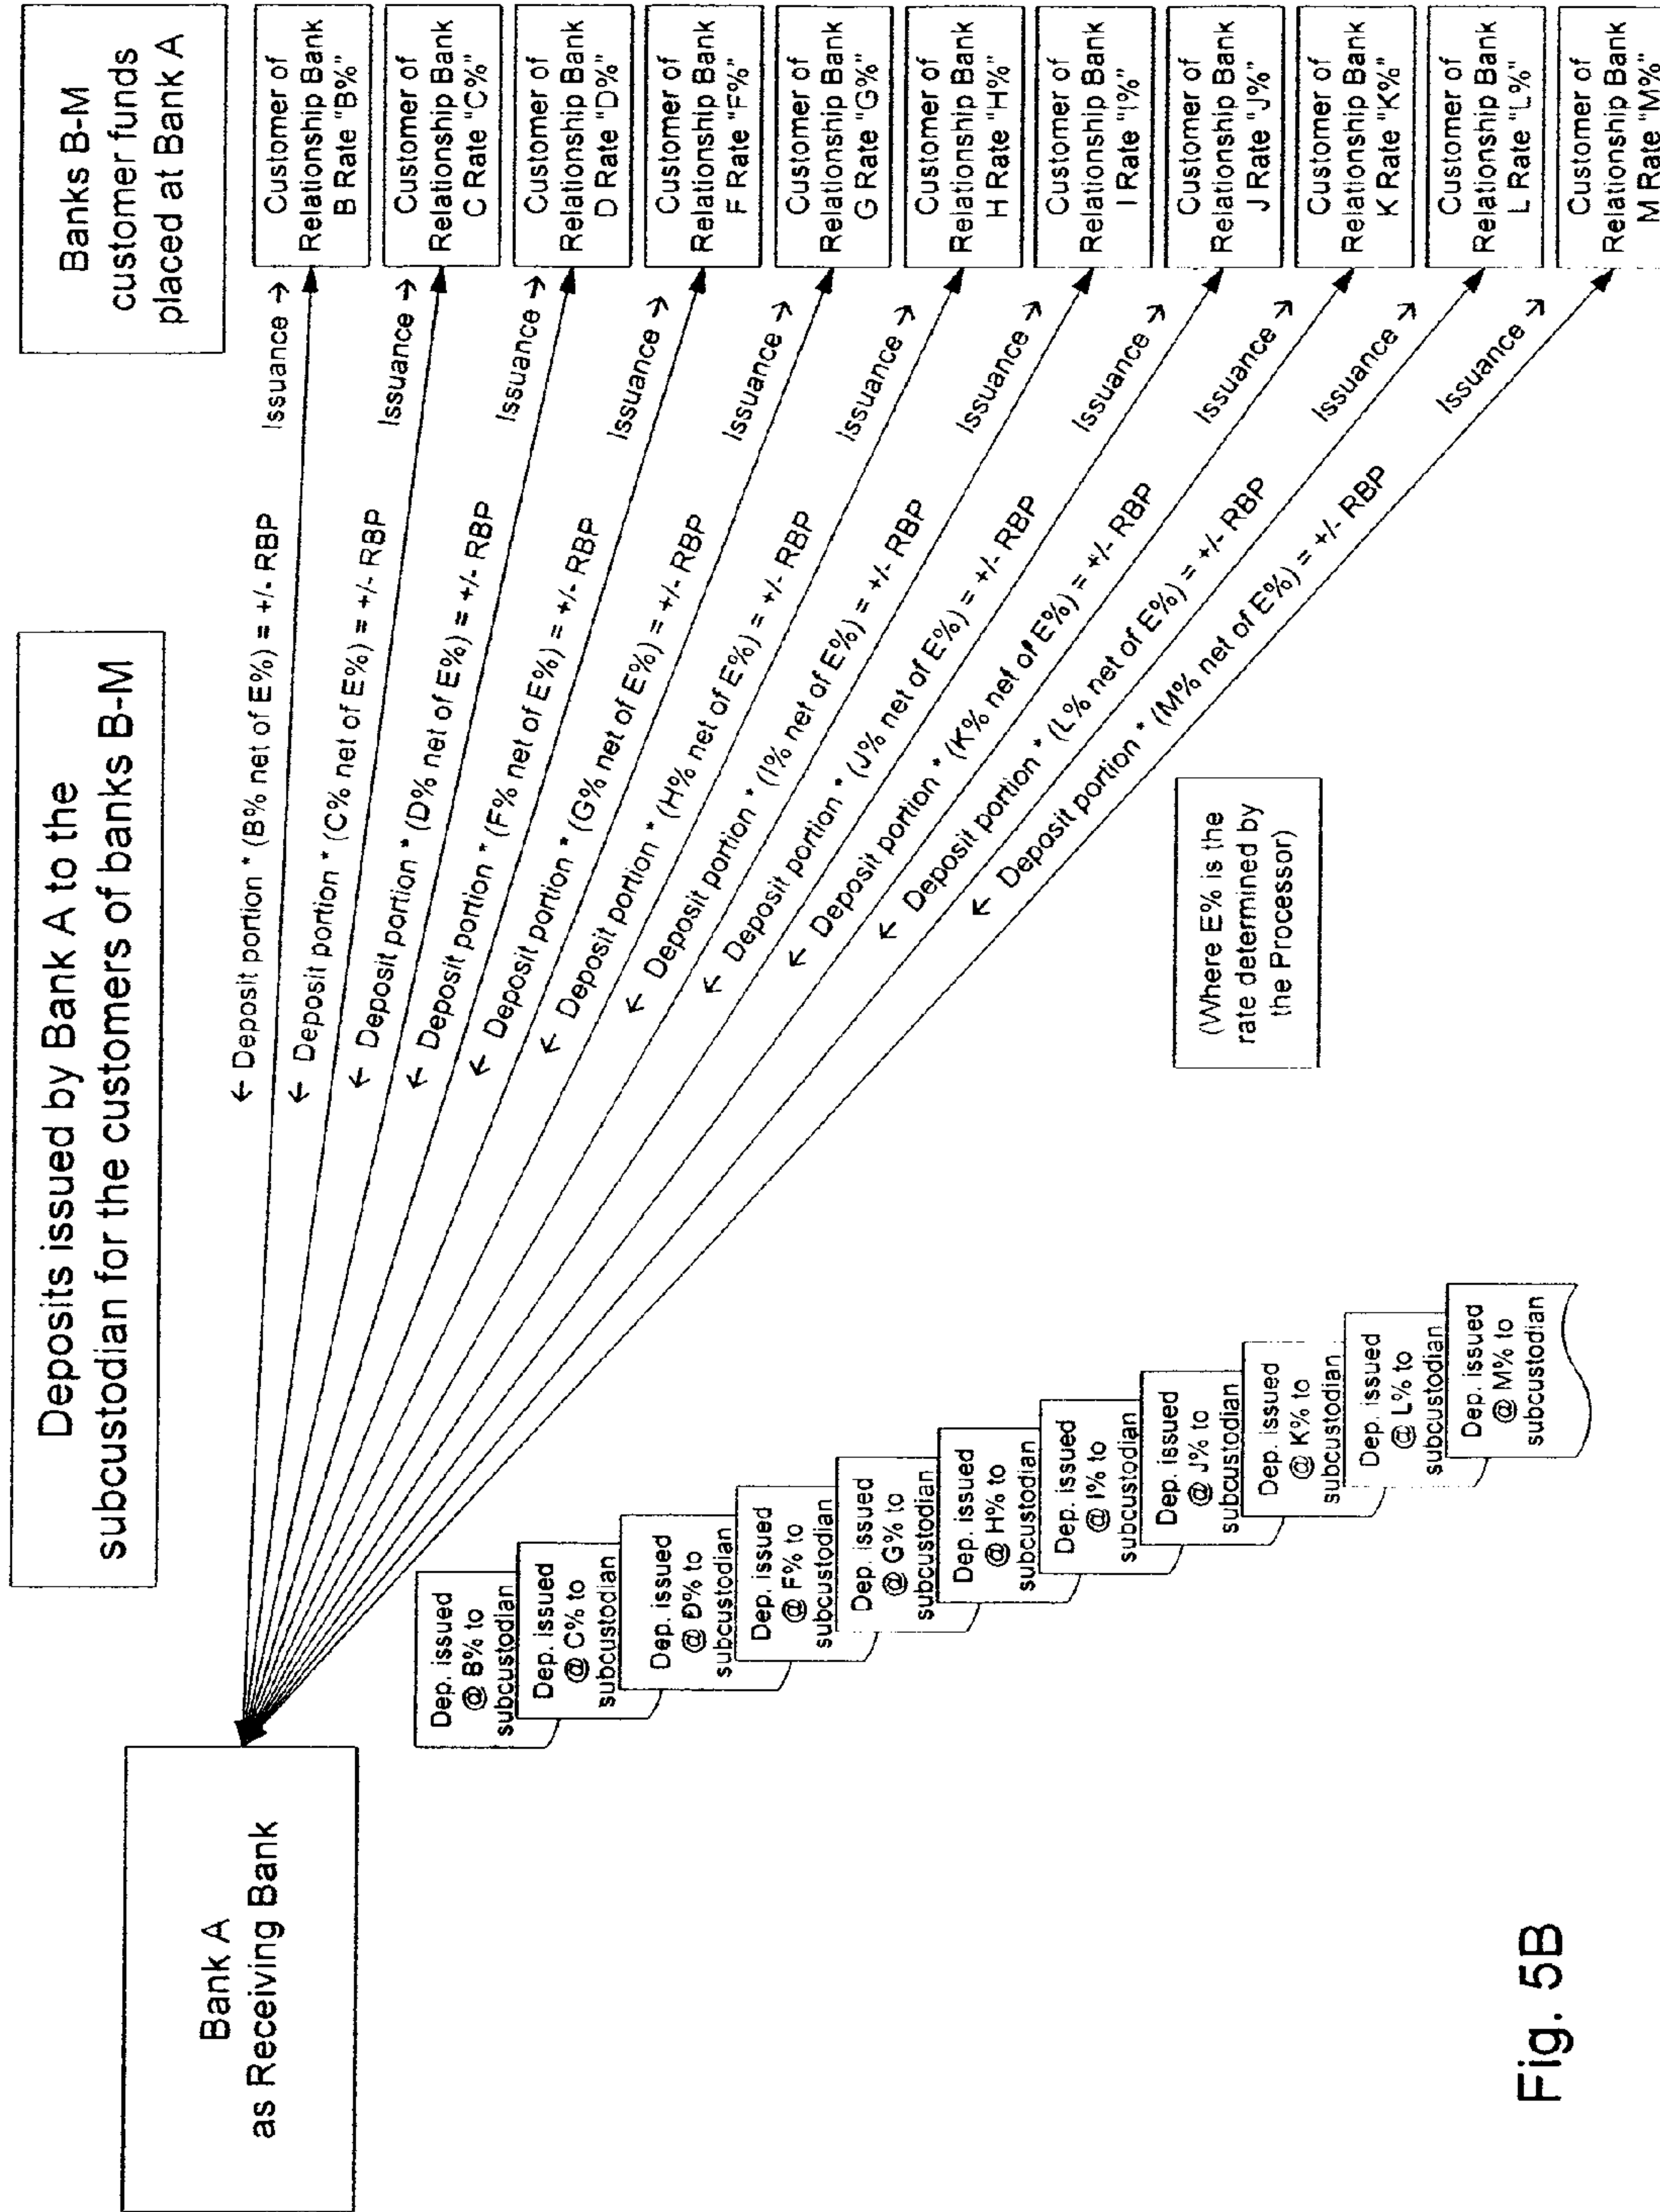 Deposits issued by Bank A to the
subcustodian for the customers of banks B-M
Banks B-M
customer funds
placed at Bank A
Bank A
as Receiving Bank
← Deposit portion * (B% net of E%) = +/- RBP
Issuance →
Customer of
Relationship Bank
B Rate "B%"
← Deposit portion * (C% net of E%) = +/- RBP
Issuance →
Customer of
Relationship Bank
C Rate "C%"
← Deposit portion * (D% net of E%) = +/- RBP
Issuance →
Customer of
Relationship Bank
D Rate "D%"
← Deposit portion * (F% net of E%) = +/- RBP
Issuance →
Customer of
Relationship Bank
F Rate "F%"
← Deposit portion * (G% net of E%) = +/- RBP
Issuance →
Customer of
Relationship Bank
G Rate "G%"
← Deposit portion * (H% net of E%) = +/- RBP
Issuance →
Customer of
Relationship Bank
H Rate "H%"
← Deposit portion * (I% net of E%) = +/- RBP
Issuance →
Customer of
Relationship Bank
I Rate "I%"
← Deposit portion * (J% net of E%) = +/- RBP
Issuance →
Customer of
Relationship Bank
J Rate "J%"
← Deposit portion * (K% net of E%) = +/- RBP
Issuance →
Customer of
Relationship Bank
K Rate "K%"
← Deposit portion * (L% net of E%) = +/- RBP
Issuance →
Customer of
Relationship Bank
L Rate "L%"
← Deposit portion * (M% net of E%) = +/- RBP
Issuance →
Customer of
Relationship Bank
M Rate "M%"
Dep. issued
@ B% to
subcustodian
Dep. issued
@ C% to
subcustodian
Dep. issued
@ D% to
subcustodian
Dep. issued
@ F% to
subcustodian
Dep. issued
@ G% to
subcustodian
Dep. issued
@ H% to
subcustodian
Dep. issued
@ I% to
subcustodian
Dep. issued
@ J% to
subcustodian
Dep. issued
@ K% to
subcustodian
Dep. issued
@ L% to
subcustodian
Dep. issued
@ M% to
subcustodian
(Where E% is the
rate determined by
the Processor)
Fig. 5B